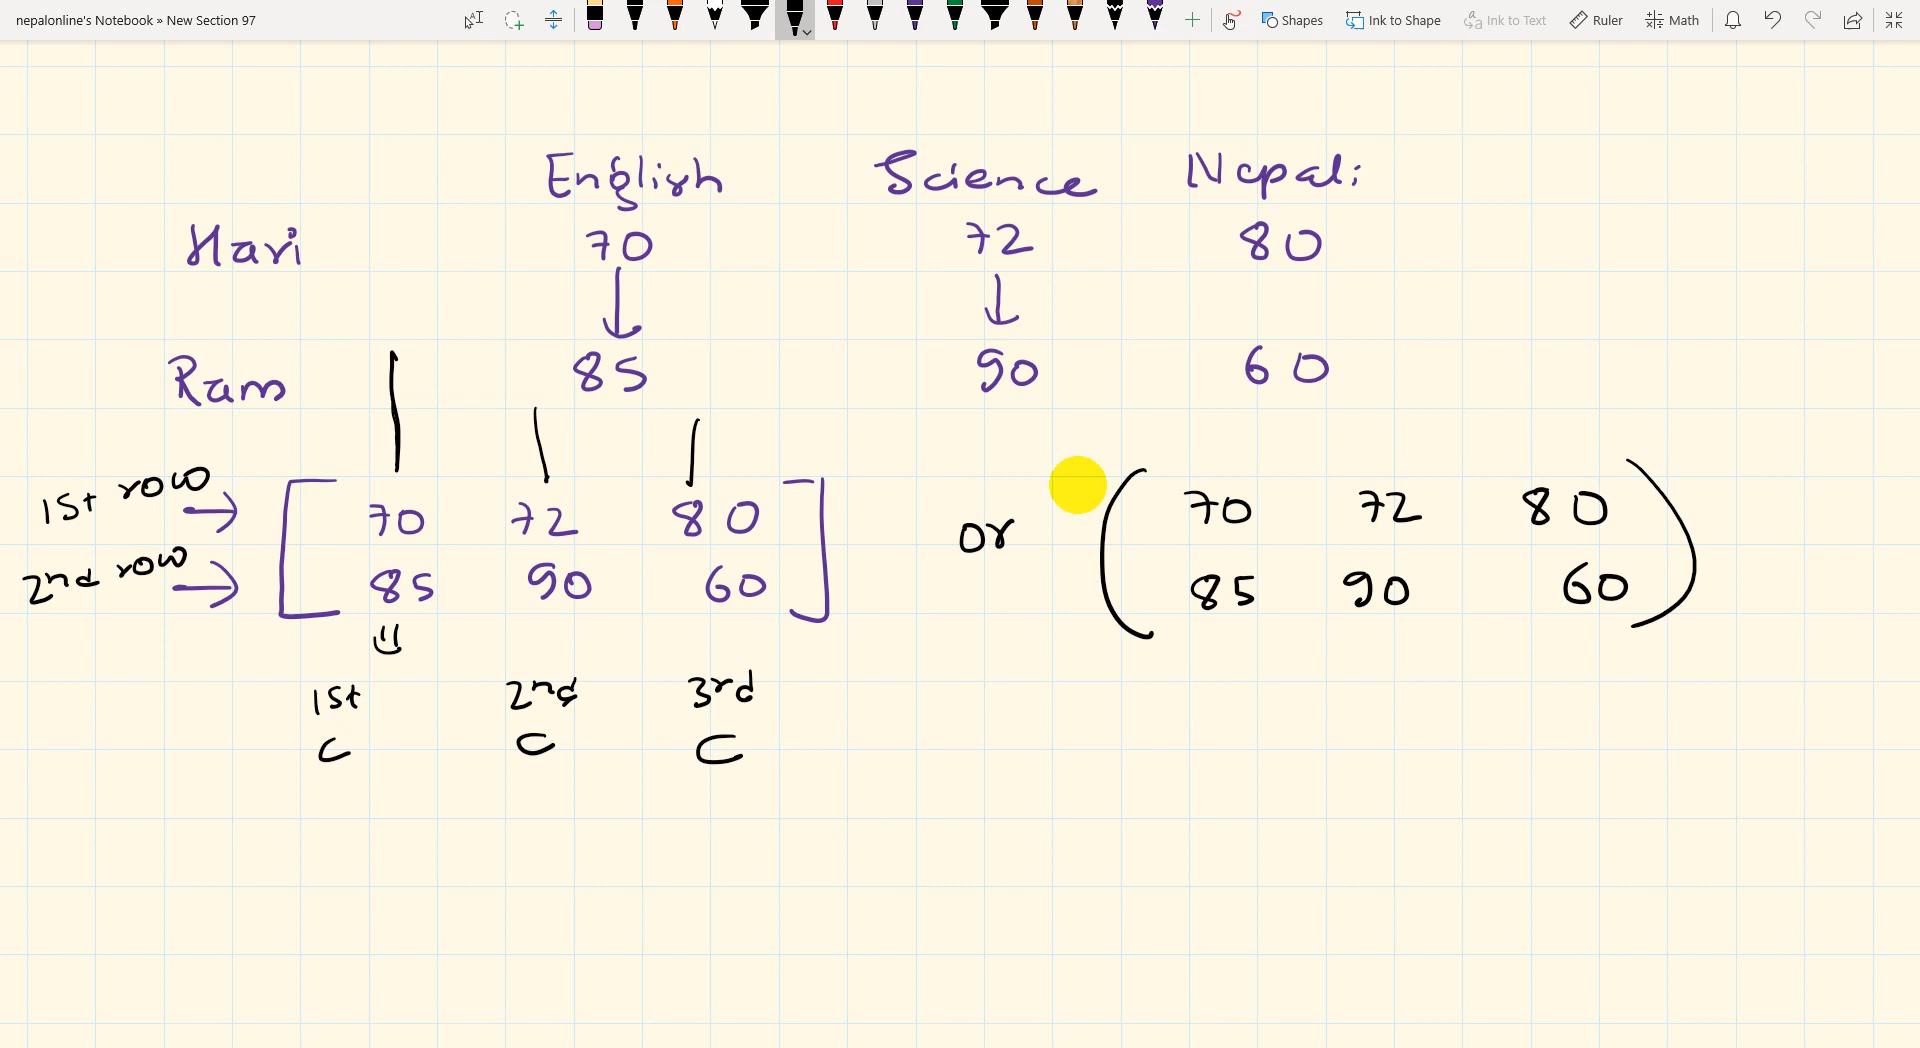 nepalonline's Notebook » New Section 97
Shapes Ink to Shape Ink to Text Ruler Math
English Science Nepali
Hari 70 72 80
Ram 85 90 60
1st row → [ 70 72 80 ] or ( 70 72 80 )
2nd row → [ 85 90 60 ] ( 85 90 60 )
1st 2nd 3rd
C C C